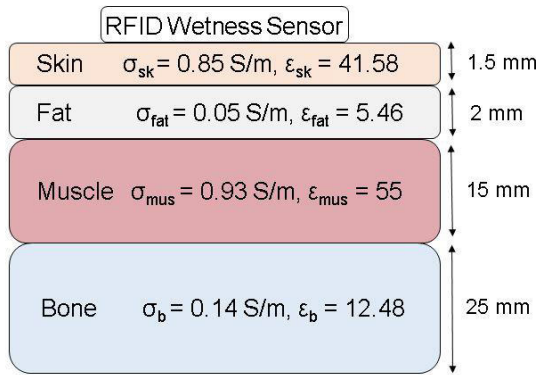 RFID Wetness Sensor
Skin σsk = 0.85 S/m, εsk = 41.58 1.5 mm
Fat σfat = 0.05 S/m, εfat = 5.46 2 mm
Muscle σmus = 0.93 S/m, εmus = 55 15 mm
Bone σb = 0.14 S/m, εb = 12.48 25 mm